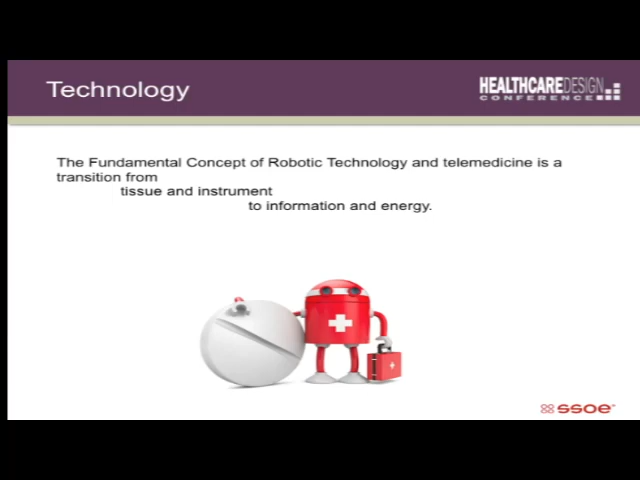 Technology
HEALTHCAREDESIGN
CONFERENCE
The Fundamental Concept of Robotic Technology and telemedicine is a
transition from
tissue and instrument
to information and energy.
ssoe